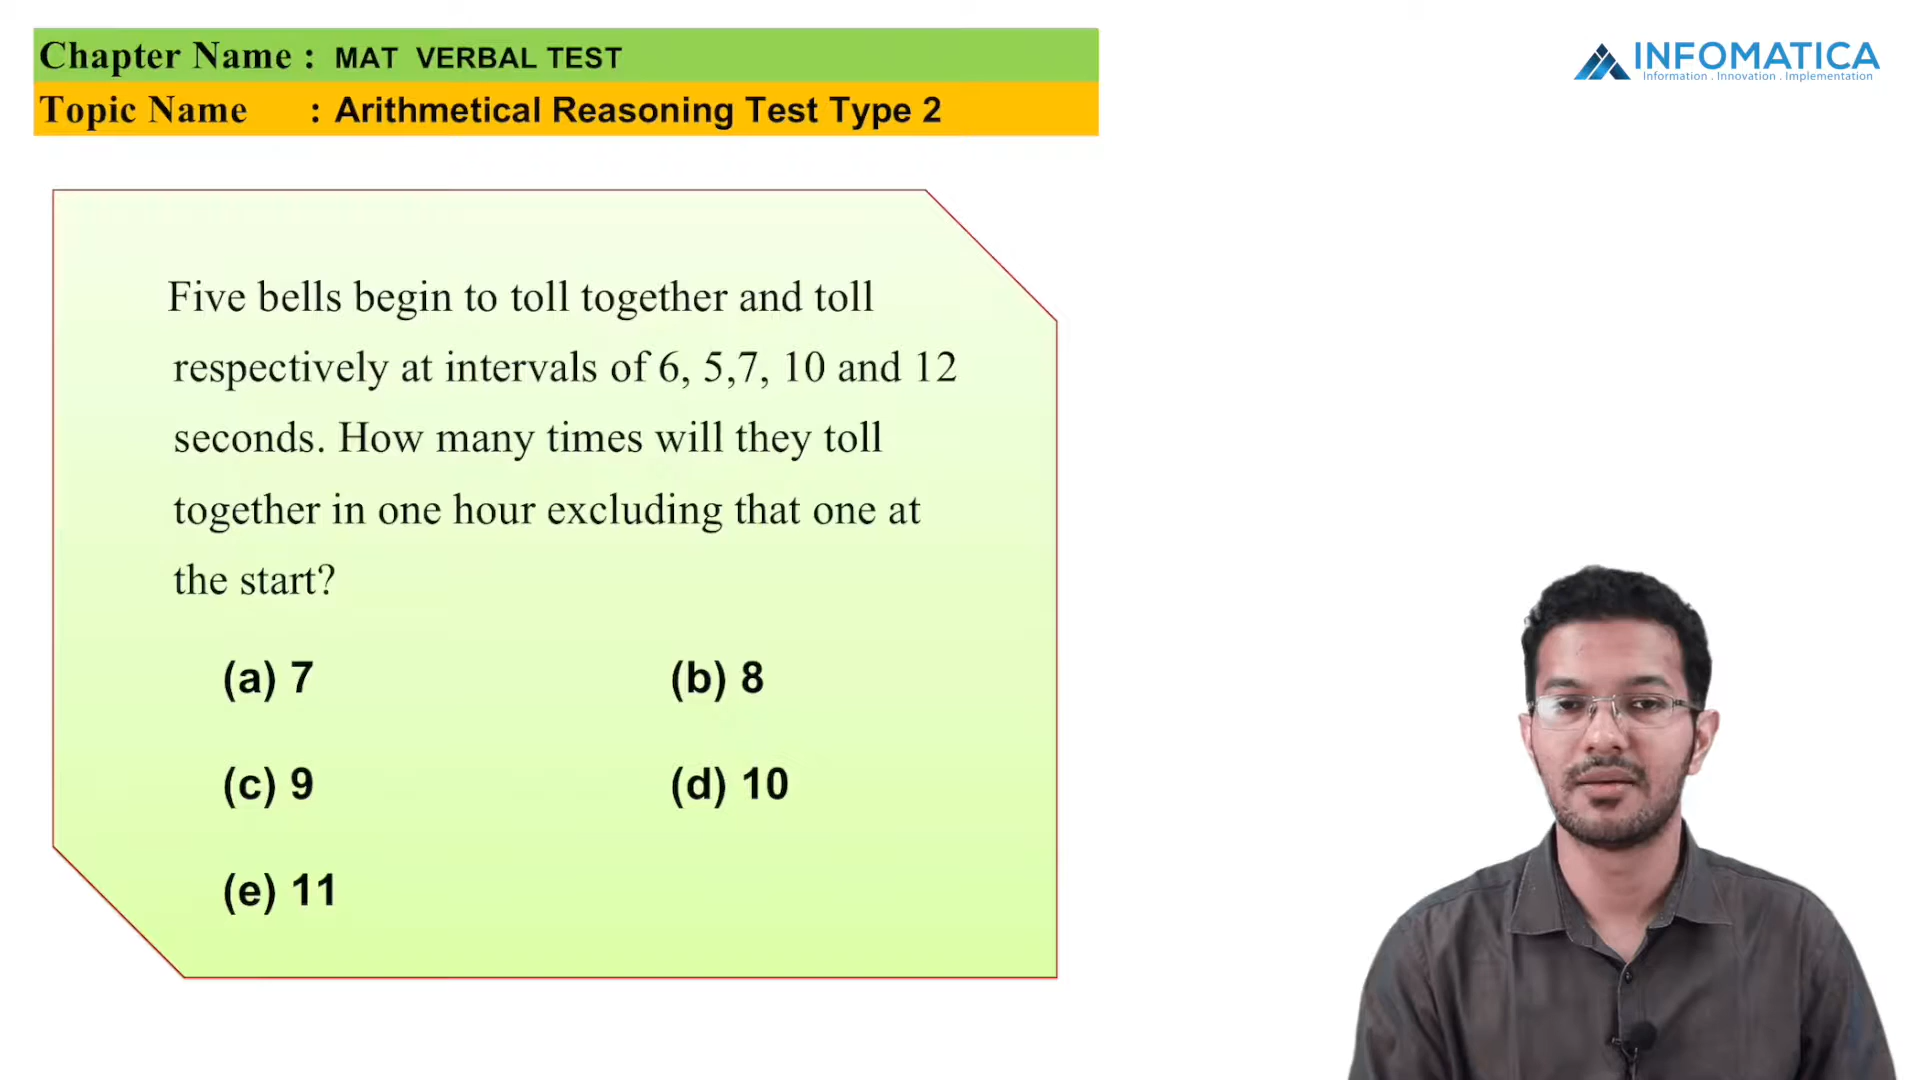 Chapter Name : MAT VERBAL TEST
INFOMATICA
Information . Innovation . Implementation
Topic Name : Arithmetical Reasoning Test Type 2
Five bells begin to toll together and toll
respectively at intervals of 6, 5,7, 10 and 12
seconds. How many times will they toll
together in one hour excluding that one at
the start?
(a) 7 (b) 8
(c) 9 (d) 10
(e) 11